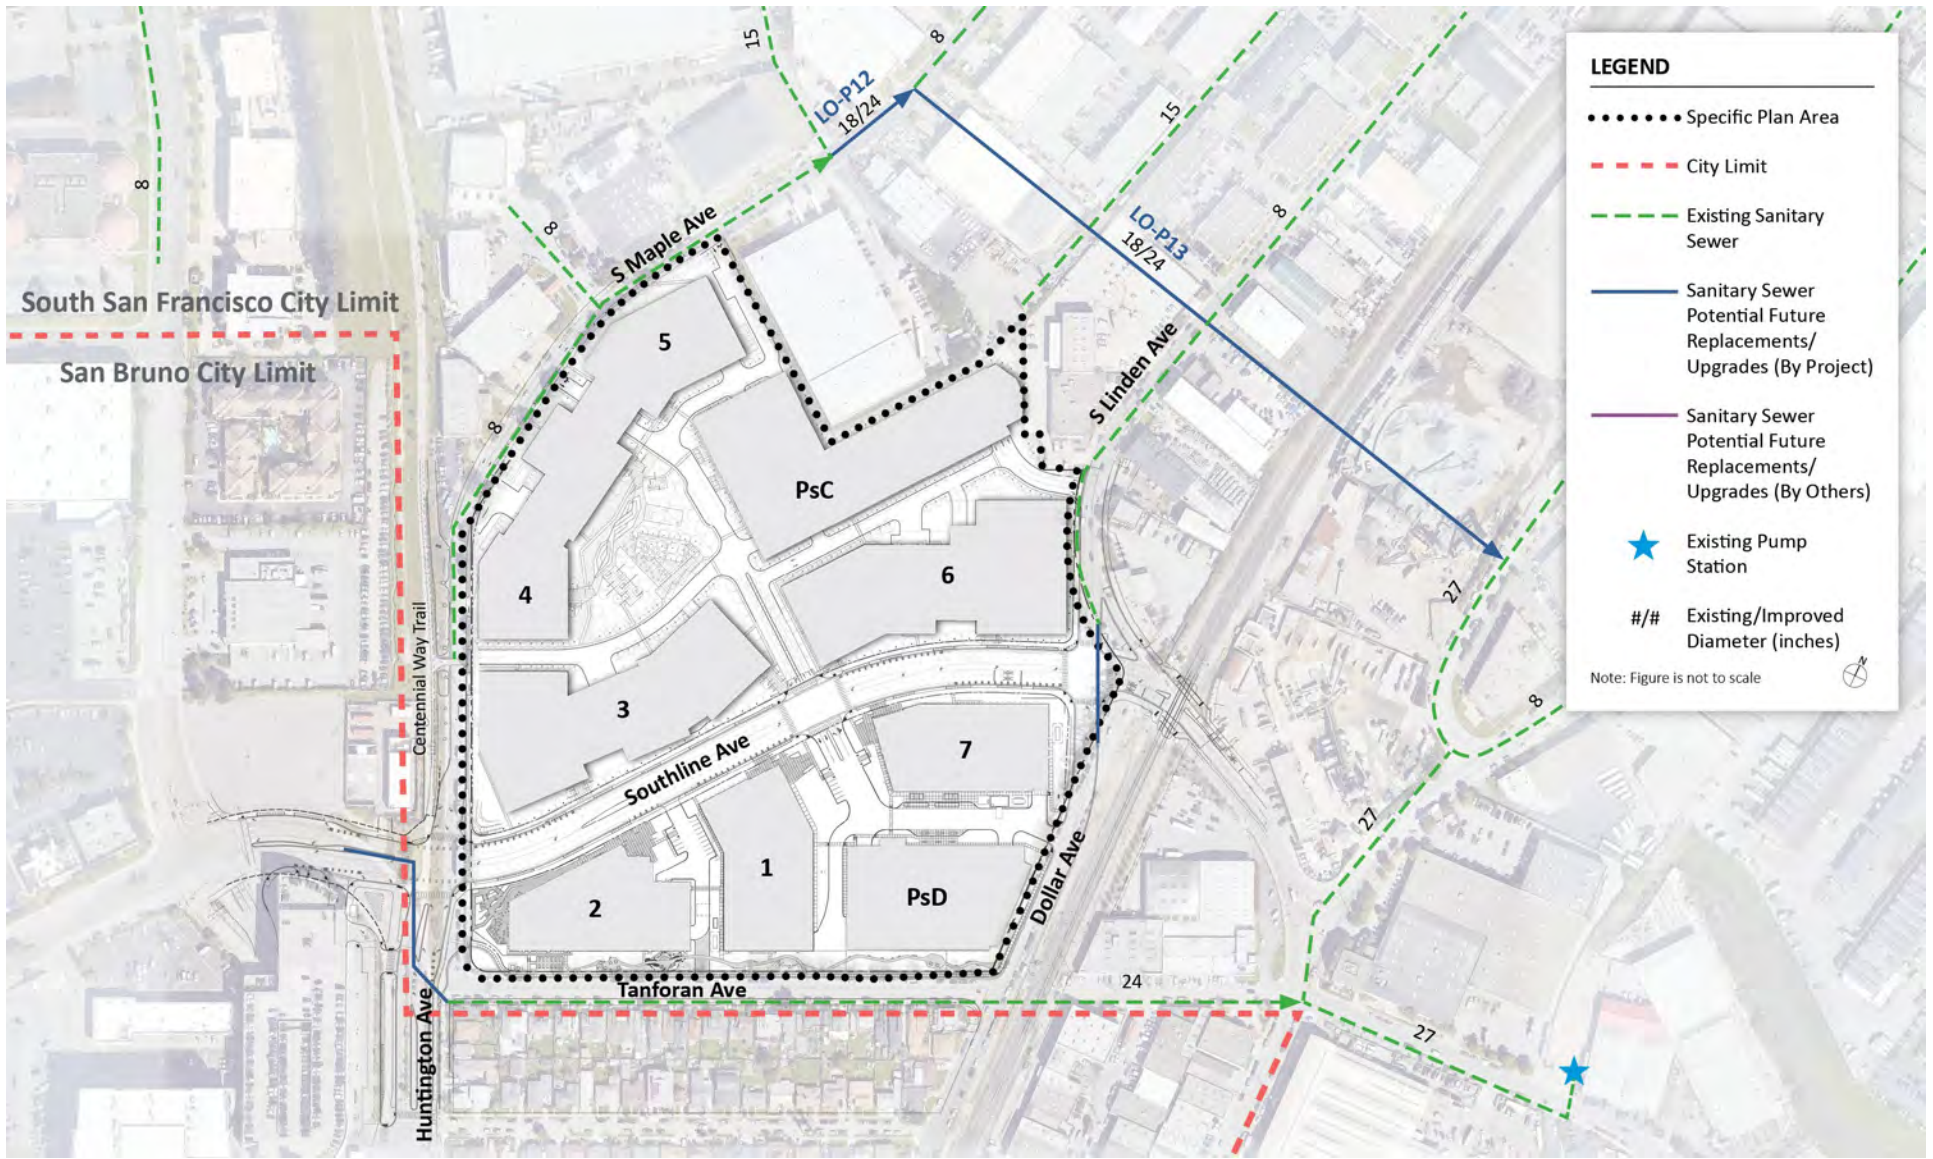 15
8
LO-P12
18/24
15
8
8
LO-P13
18/24
8
S Maple Ave
South San Francisco City Limit
San Bruno City Limit
5
S Linden Ave
8
PsC
6
4
27
Centennial Way Trail
3
8
Southline Ave
7
27
1
2
PsD
Dollar Ave
24
Tanforan Ave
27
Huntington Ave
LEGEND
Specific Plan Area
City Limit
Existing Sanitary
Sewer
Sanitary Sewer
Potential Future
Replacements/
Upgrades (By Project)
Sanitary Sewer
Potential Future
Replacements/
Upgrades (By Others)
Existing Pump
Station
#/# Existing/Improved
Diameter (inches)
Note: Figure is not to scale
N